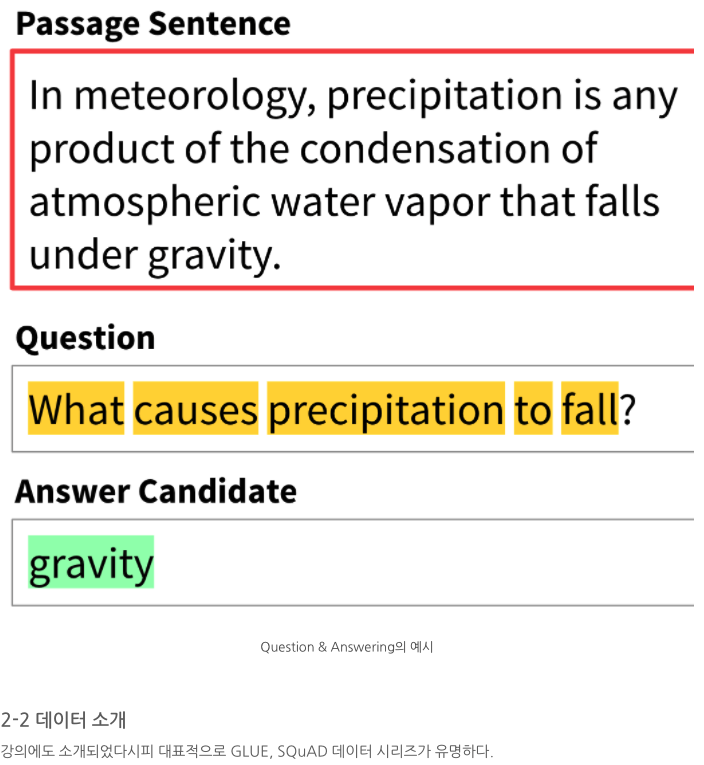 Passage Sentence
In meteorology, precipitation is any
product of the condensation of
atmospheric water vapor that falls
under gravity.
Question
What causes precipitation to fall?
Answer Candidate
gravity
Question & Answering의 예시
2-2 데이터 소개
강의에도 소개되었다시피 대표적으로 GLUE, SQuAD 데이터 시리즈가 유명하다.